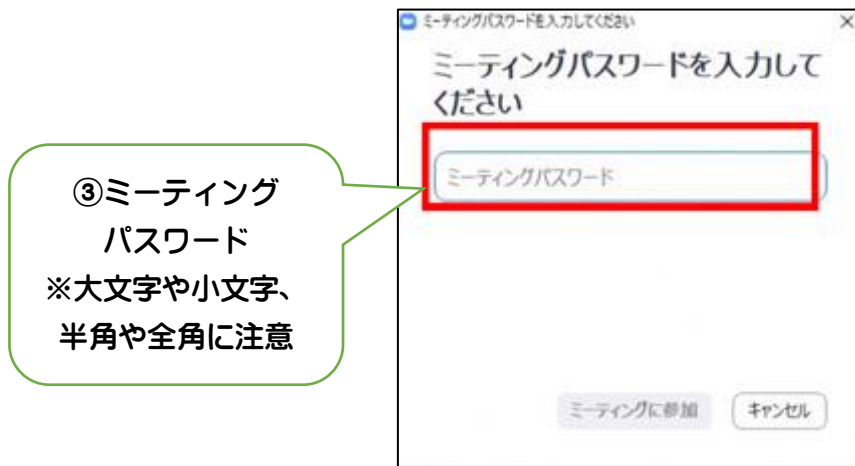 ミーティングパスワードを入力してください
ミーティングパスワードを入力して
ください
ミーティングパスワード
③ミーティング
パスワード
※大文字や小文字、
半角や全角に注意
ミーティングに参加
キャンセル